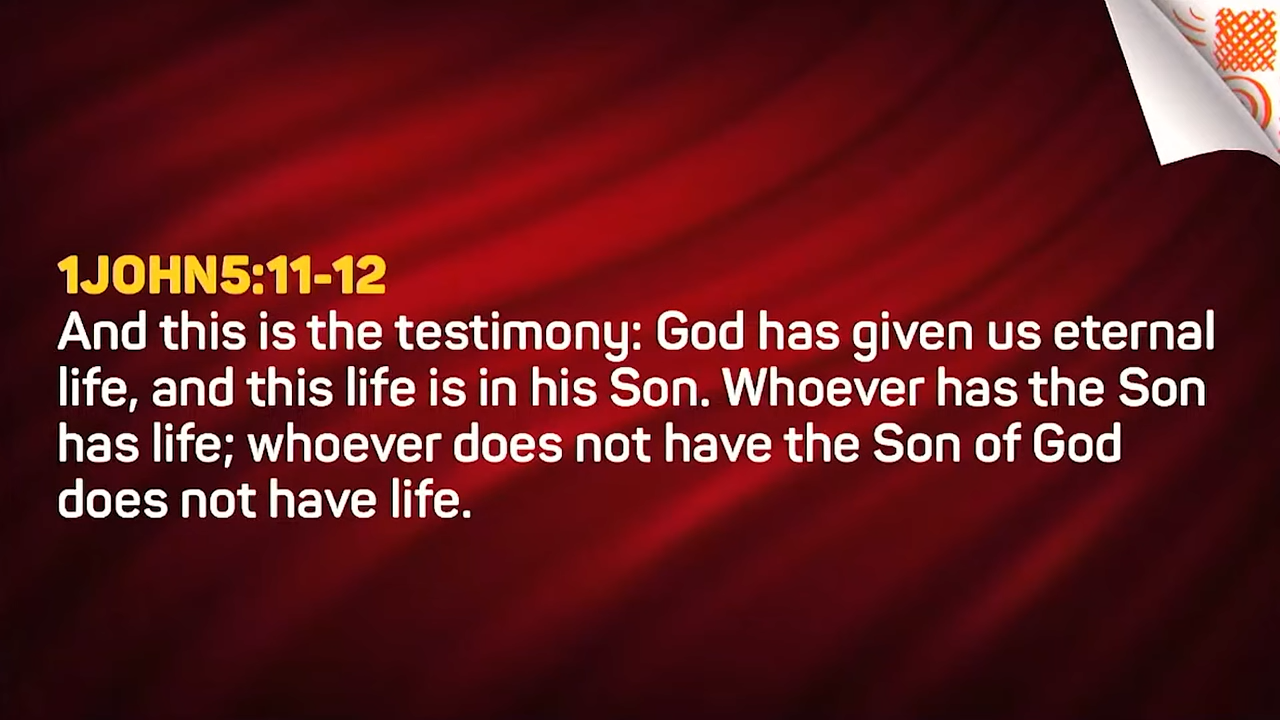 1JOHN5:11-12
And this is the testimony: God has given us eternal
life, and this life is in his Son. Whoever has the Son
has life; whoever does not have the Son of God
does not have life.